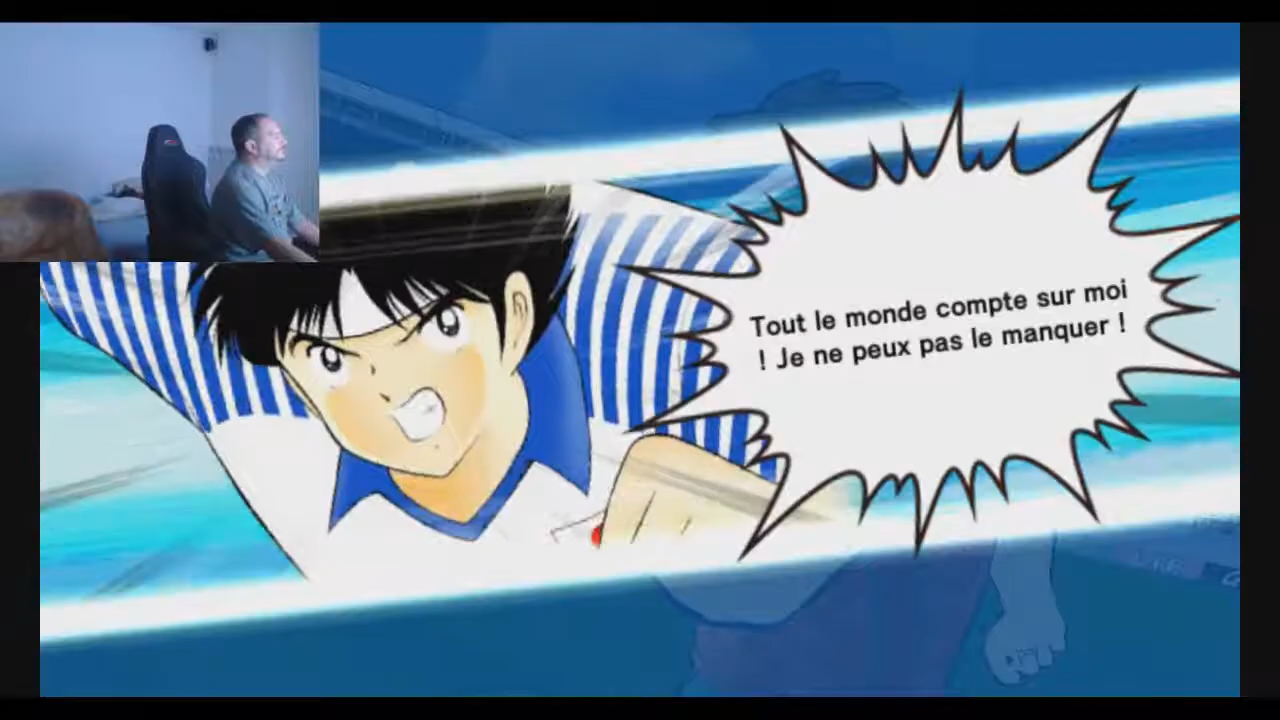 Tout le monde compte sur moi
! Je ne peux pas le manquer !